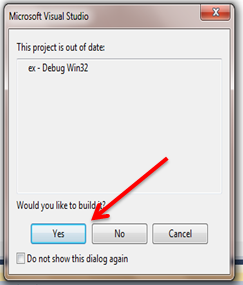 Microsoft Visual Studio
This project is out of date:
ex - Debug Win32
Would you like to build it?
Yes No Cancel
Do not show this dialog again